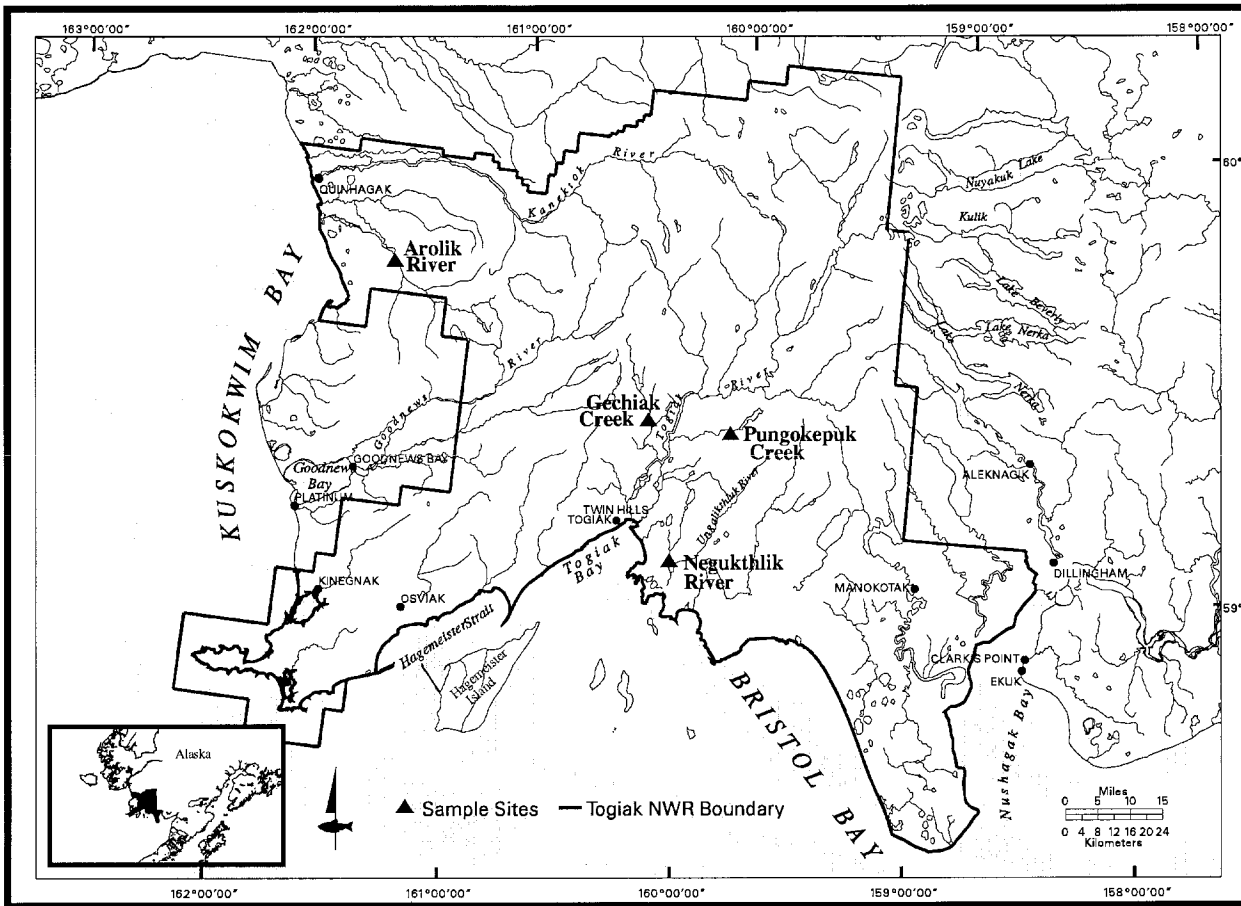 163°00'00" 162°00'00" 161°00'00" 160°00'00" 159°00'00" 158°00'00"
60°
River
Nuyakuk Lake
QUINHAGAK
Kanektok
Kulik
Arolik
River
KUSKOKWIM BAY
Lake Beverly
Lake Nerka
Lake
River
River
Nerka
Gechiak
Creek
Togiak
Goodnews
Pungokepuk
Creek
GOODNEWS BAY
Goodnews
Bay
ALEKNAGIK
PLATINUM
Ungalikthluk River
TWIN HILLS
TOGIAK
Togiak
Bay
Negukthlik
River
DILLINGHAM
KINEGNAK
MANOKOTAK
OSVIAK
59°
Hagemeister Strait
CLARK'S POINT
EKUK
Hagemeister
Island
BRISTOL BAY
Nushagak Bay
Alaska
Miles
0 5 10 15
0 4 8 12 16 20 24
Kilometers
Sample Sites
Togiak NWR Boundary
162°00'00" 161°00'00" 160°00'00" 159°00'00" 158°00'00"